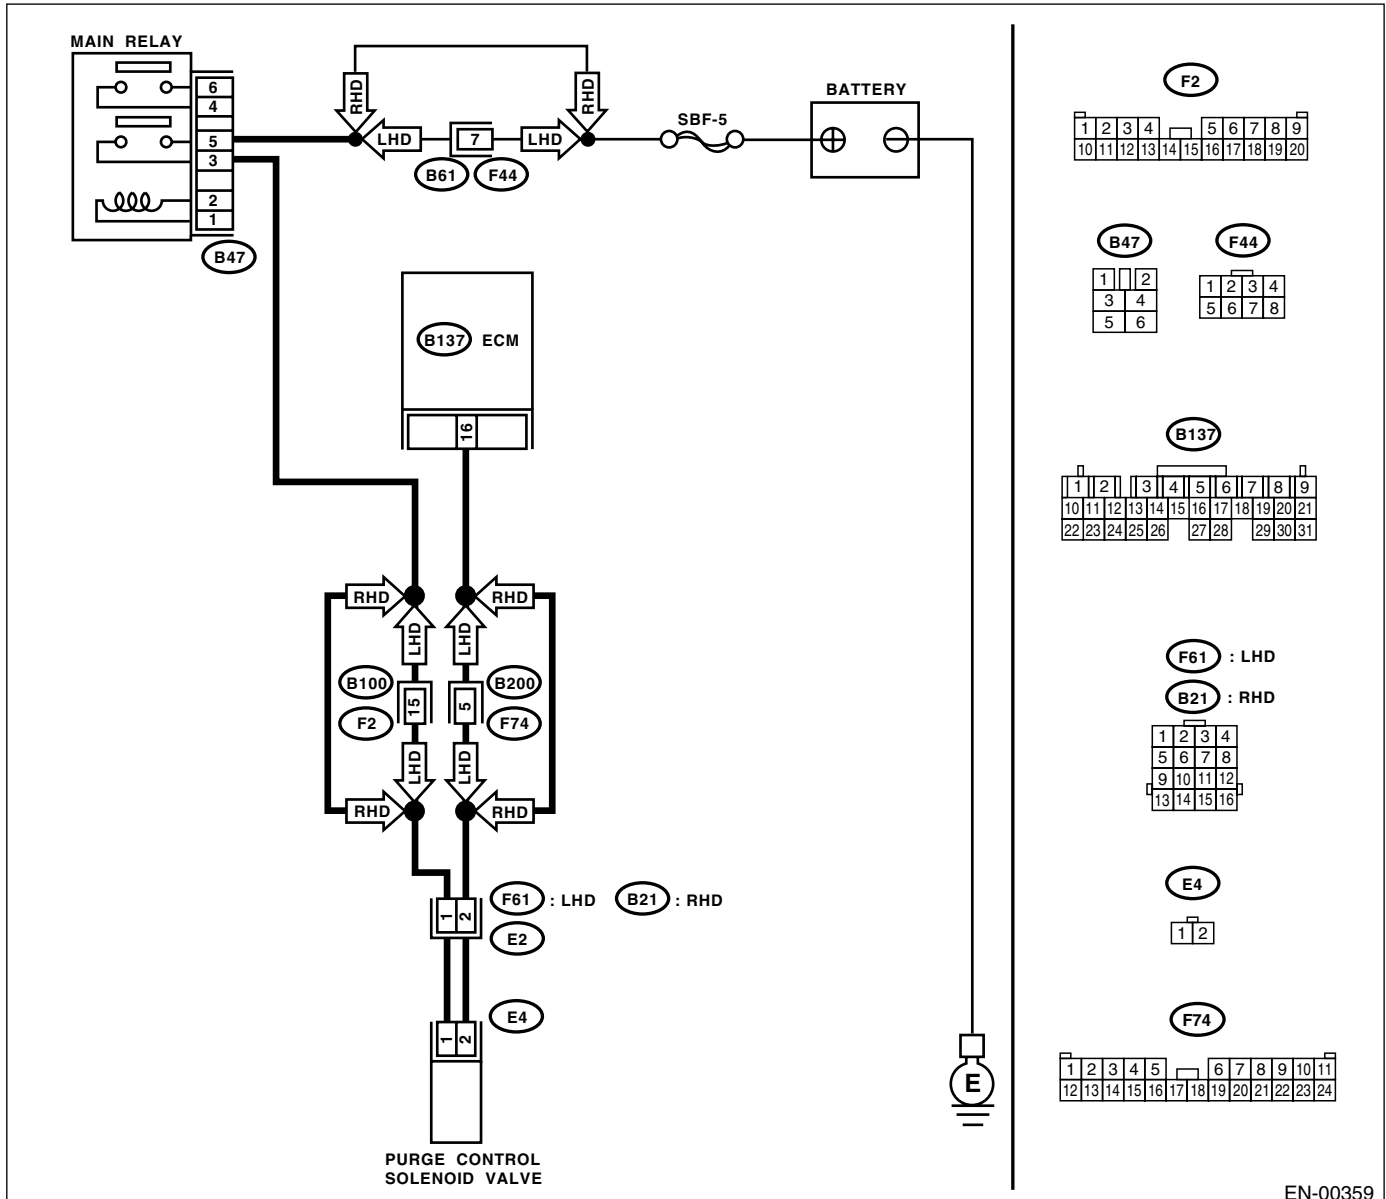 MAIN RELAY
6
4
5
3
2
1
B47
RHD
LHD
7
LHD
RHD
B61
F44
SBF-5
BATTERY
B137 ECM
16
RHD
RHD
LHD
LHD
B100
F2
15
5
B200
F74
LHD
LHD
RHD
RHD
1 2
F61 : LHD B21 : RHD
E2
E4
1 2
PURGE CONTROL
SOLENOID VALVE
E
F2
1 2 3 4 5 6 7 8 9
10 11 12 13 14 15 16 17 18 19 20
B47
1 2
3 4
5 6
F44
1 2 3 4
5 6 7 8
B137
1 2 3 4 5 6 7 8 9
10 11 12 13 14 15 16 17 18 19 20 21
22 23 24 25 26 27 28 29 30 31
F61 : LHD
B21 : RHD
1 2 3 4
5 6 7 8
9 10 11 12
13 14 15 16
E4
1 2
F74
1 2 3 4 5 6 7 8 9 10 11
12 13 14 15 16 17 18 19 20 21 22 23 24
EN-00359